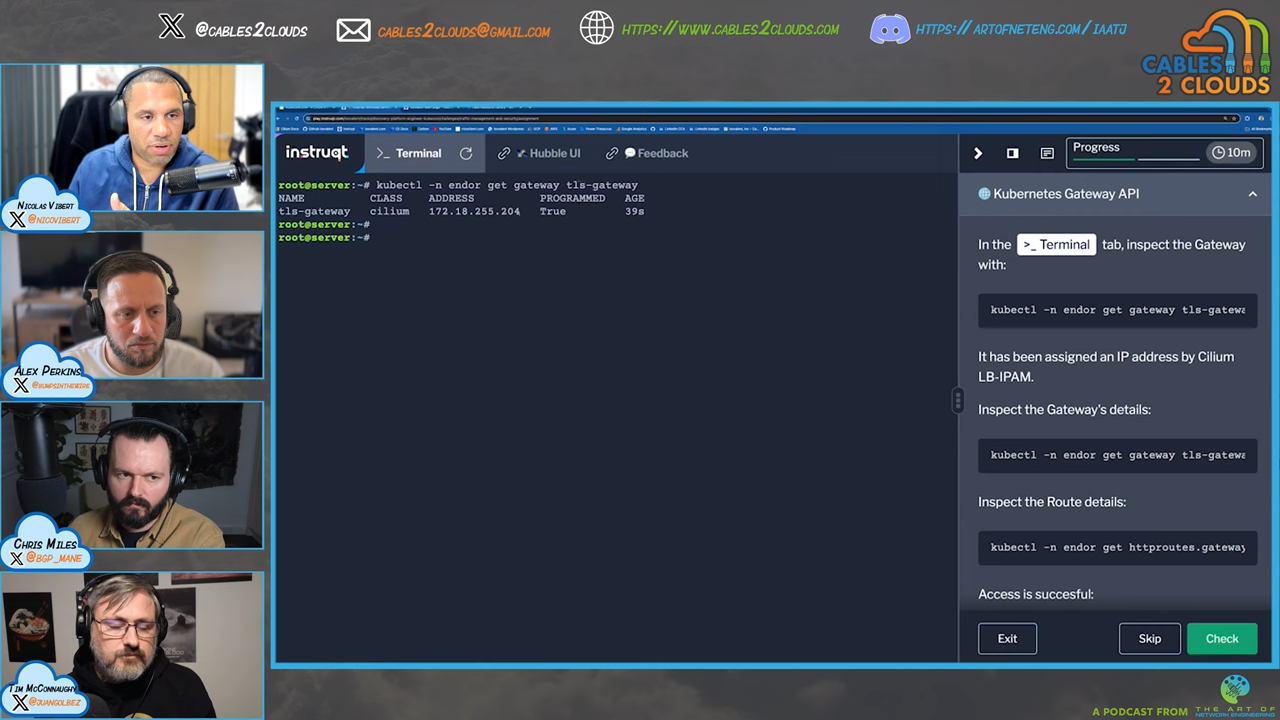 @CABLES2CLOUDS
CABLES2CLOUDS@GMAIL.COM
HTTPS://WWW.CABLES2CLOUDS.COM
HTTPS://ARTOFNETENG.COM/IAATJ
CABLES
2 CLOUDS
NICOLAS VIBERT
@NICOVIBERT
ALEX PERKINS
@BUMPSINTHEWIRE
CHRIS MILES
@BGP_MANE
TIM MCCONNAUGHY
@JUANGOLBEZ
instruqt
>_ Terminal
Hubble UI
Feedback
root@server:~# kubectl -n endor get gateway tls-gateway
NAME CLASS ADDRESS PROGRAMMED AGE
tls-gateway cilium 172.18.255.204 True 39s
root@server:~#
root@server:~#
Progress
10m
Kubernetes Gateway API
In the >_ Terminal tab, inspect the Gateway
with:
kubectl -n endor get gateway tls-gatewa
It has been assigned an IP address by Cilium
LB-IPAM.
Inspect the Gateway's details:
kubectl -n endor get gateway tls-gatewa
Inspect the Route details:
kubectl -n endor get httproutes.gateway
Access is succesful:
Exit
Skip
Check
A PODCAST FROM
THE ART OF
NETWORK ENGINEERING